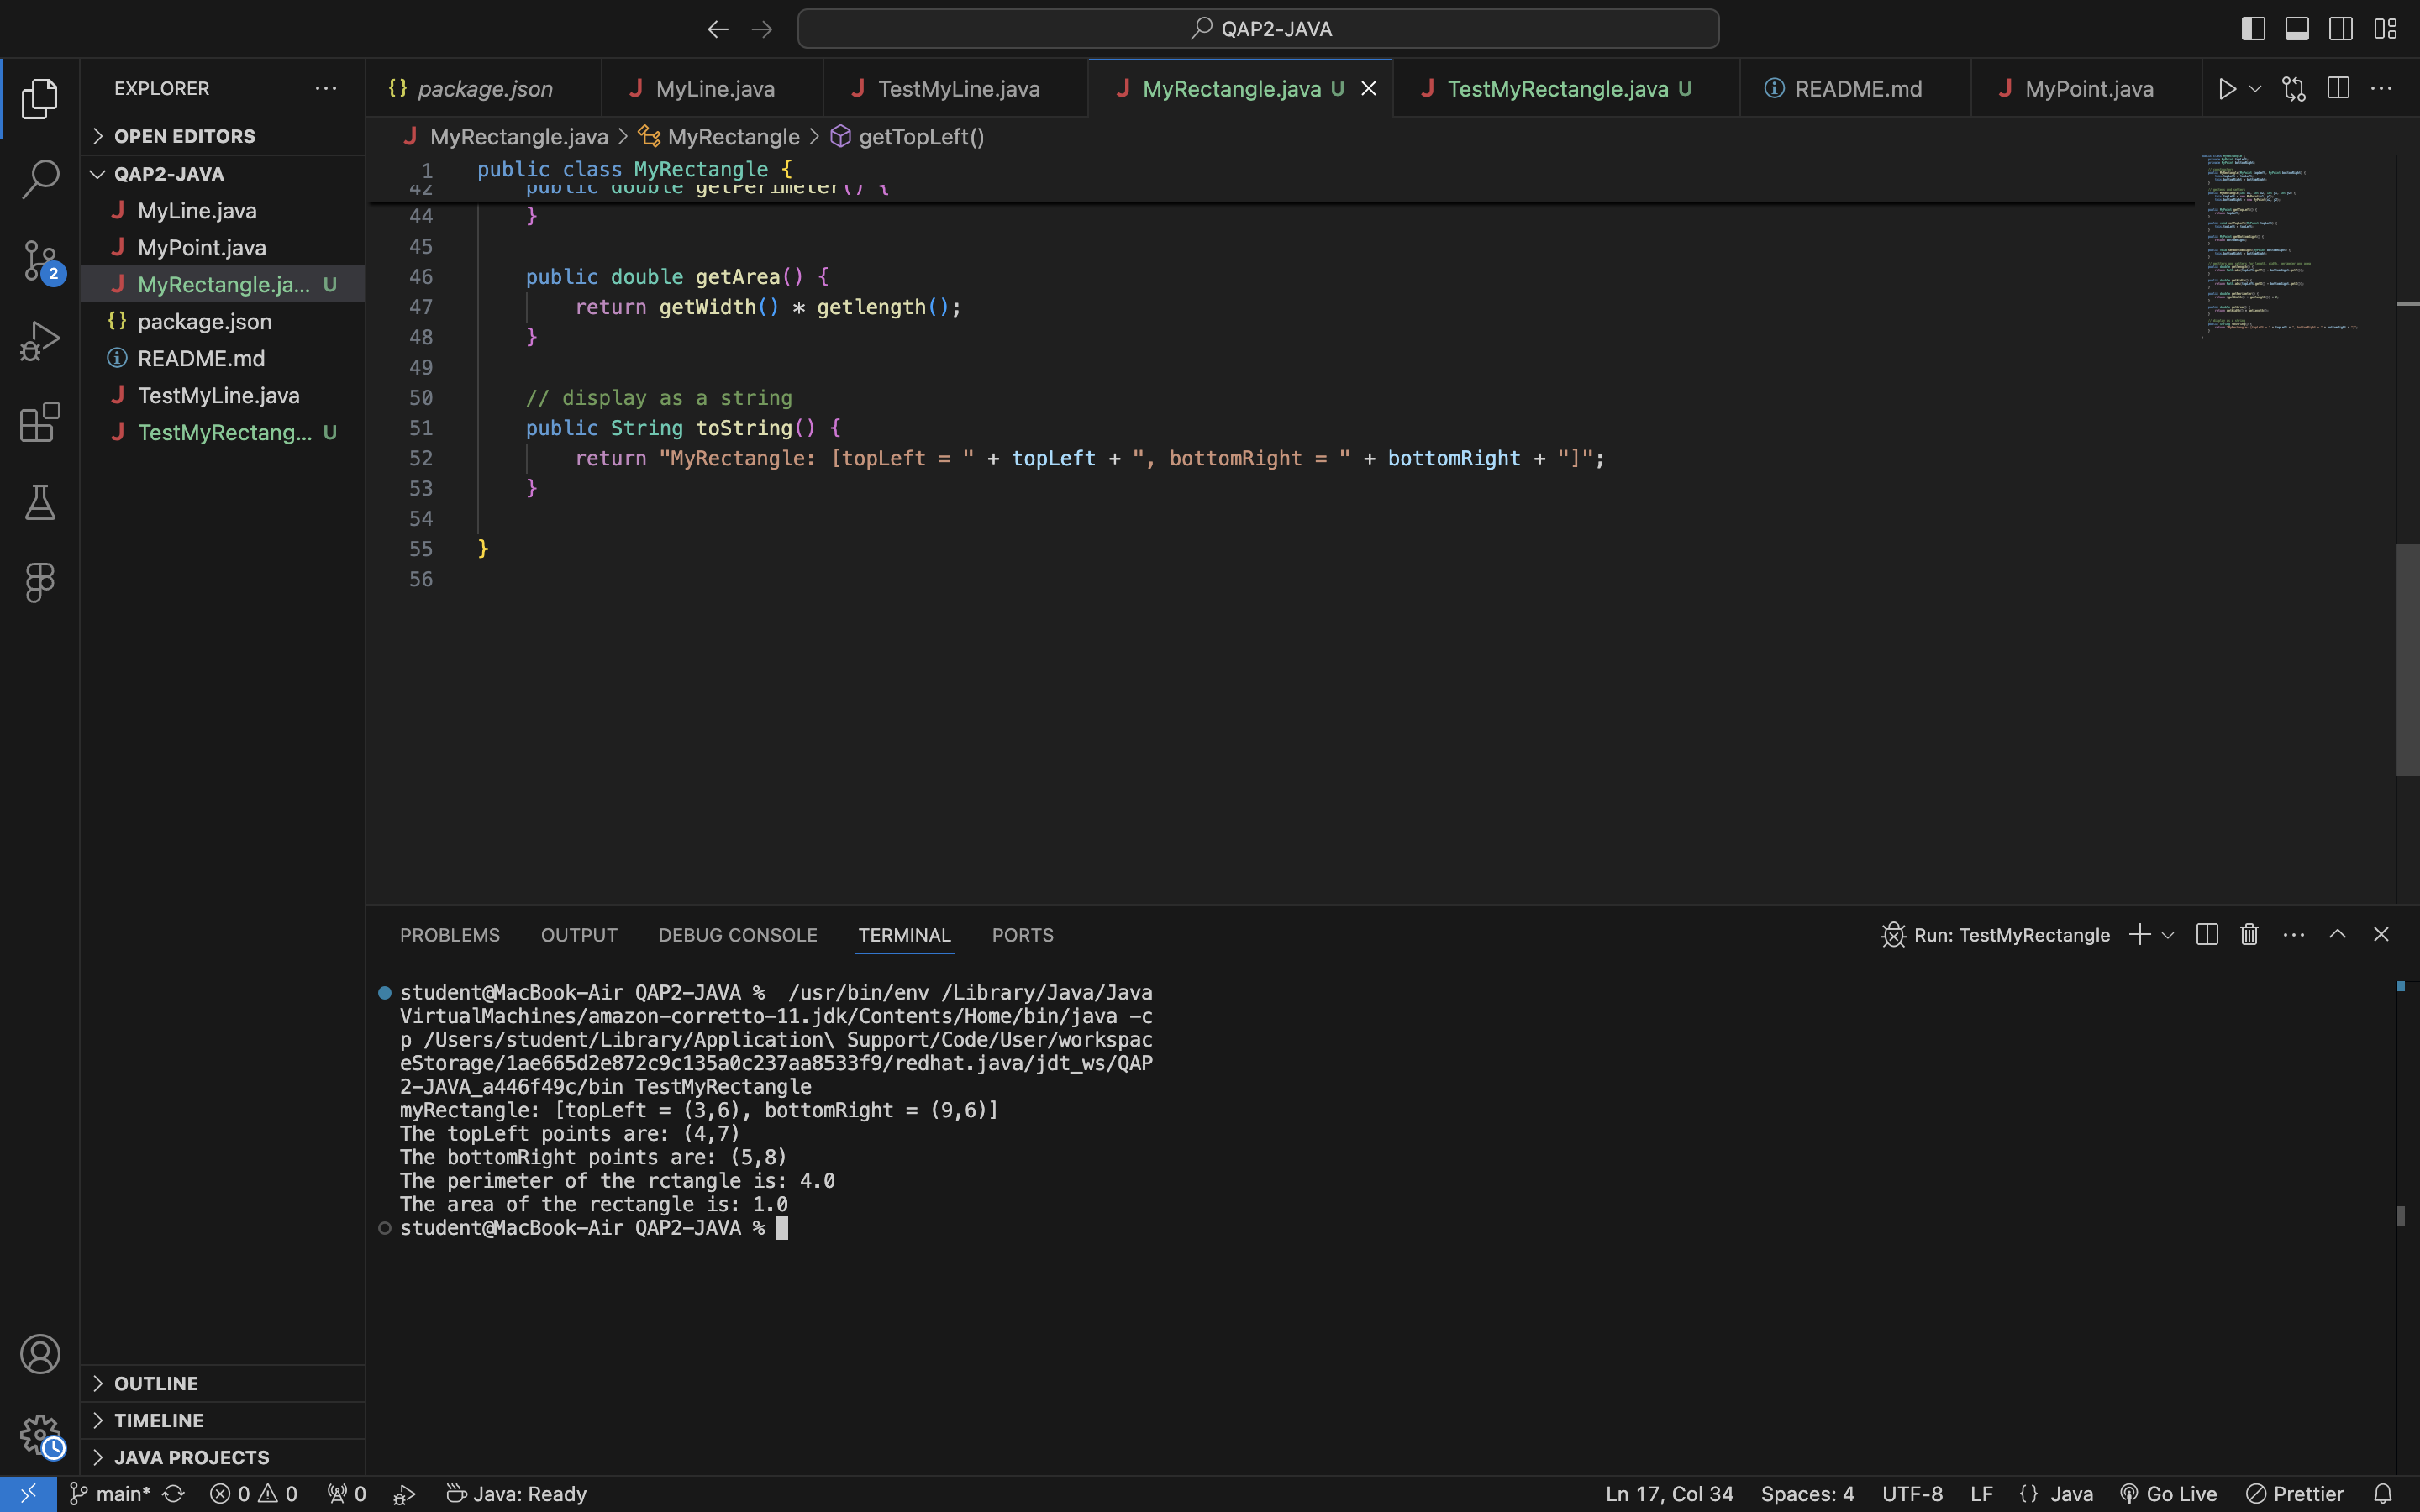 QAP2-JAVA
EXPLORER
OPEN EDITORS
QAP2-JAVA
MyLine.java
MyPoint.java
MyRectangle.ja... U
package.json
README.md
TestMyLine.java
TestMyRectang... U
OUTLINE
TIMELINE
JAVA PROJECTS
2
{} package.json
J MyLine.java
J TestMyLine.java
J MyRectangle.java U
J TestMyRectangle.java U
README.md
J MyPoint.java
J MyRectangle.java > MyRectangle > getTopLeft()
1 public class MyRectangle {
42 public double getPerimeter() {
44 }
45
46 public double getArea() {
47 return getWidth() * getlength();
48 }
49
50 // display as a string
51 public String toString() {
52 return "MyRectangle: [topLeft = " + topLeft + ", bottomRight = " + bottomRight + "]";
53 }
54
55 }
56
PROBLEMS OUTPUT DEBUG CONSOLE TERMINAL PORTS
Run: TestMyRectangle
student@MacBook-Air QAP2-JAVA % /usr/bin/env /Library/Java/Java
VirtualMachines/amazon-corretto-11.jdk/Contents/Home/bin/java -c
p /Users/student/Library/Application\ Support/Code/User/workspac
eStorage/1ae665d2e872c9c135a0c237aa8533f9/redhat.java/jdt_ws/QAP
2-JAVA_a446f49c/bin TestMyRectangle
myRectangle: [topLeft = (3,6), bottomRight = (9,6)]
The topLeft points are: (4,7)
The bottomRight points are: (5,8)
The perimeter of the rctangle is: 4.0
The area of the rectangle is: 1.0
student@MacBook-Air QAP2-JAVA %
main* 0 0 0 Java: Ready
Ln 17, Col 34 Spaces: 4 UTF-8 LF {} Java Go Live Prettier